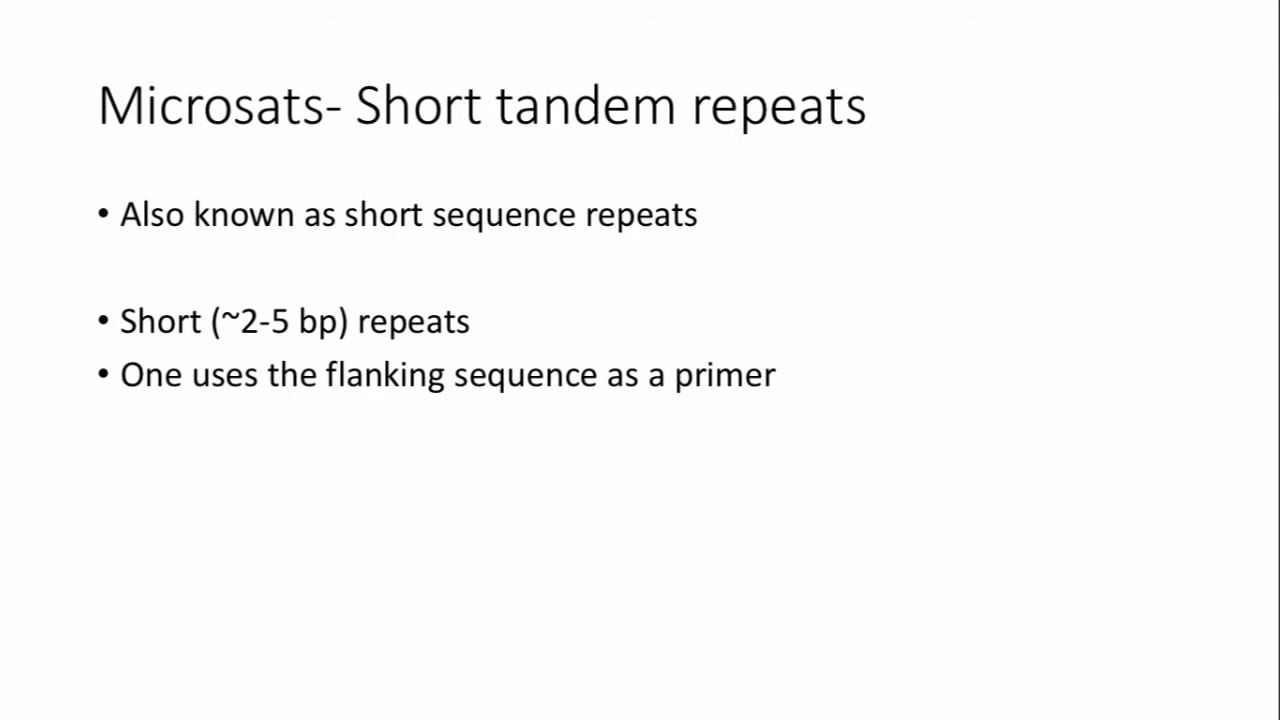 Microsats- Short tandem repeats
• Also known as short sequence repeats
• Short (~2-5 bp) repeats
• One uses the flanking sequence as a primer